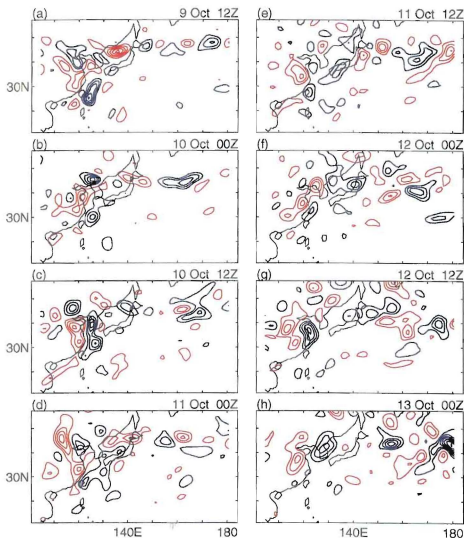 (a) 9 Oct 12Z
30N
(b) 10 Oct 00Z
30N
(c) 10 Oct 12Z
30N
(d) 11 Oct 00Z
30N
140E 180
(e) 11 Oct 12Z
(f) 12 Oct 00Z
(g) 12 Oct 12Z
(h) 13 Oct 00Z
140E 180